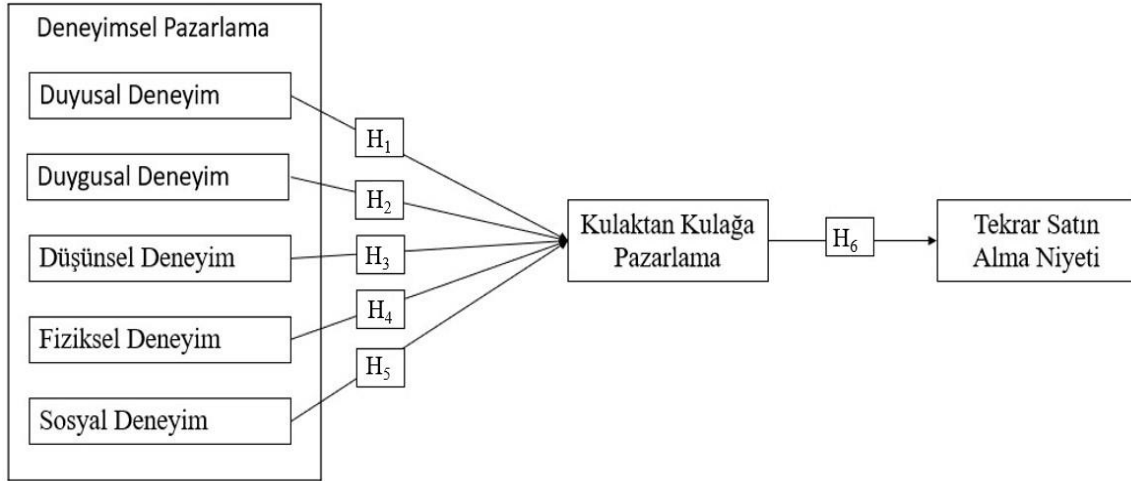 Deneyimsel Pazarlama
Duyusal Deneyim
Duygusal Deneyim
Düşünsel Deneyim
Fiziksel Deneyim
Sosyal Deneyim
H₁
H₂
H₃
H₄
H₅
Kulaktan Kulağa
Pazarlama
H₆
Tekrar Satın
Alma Niyeti